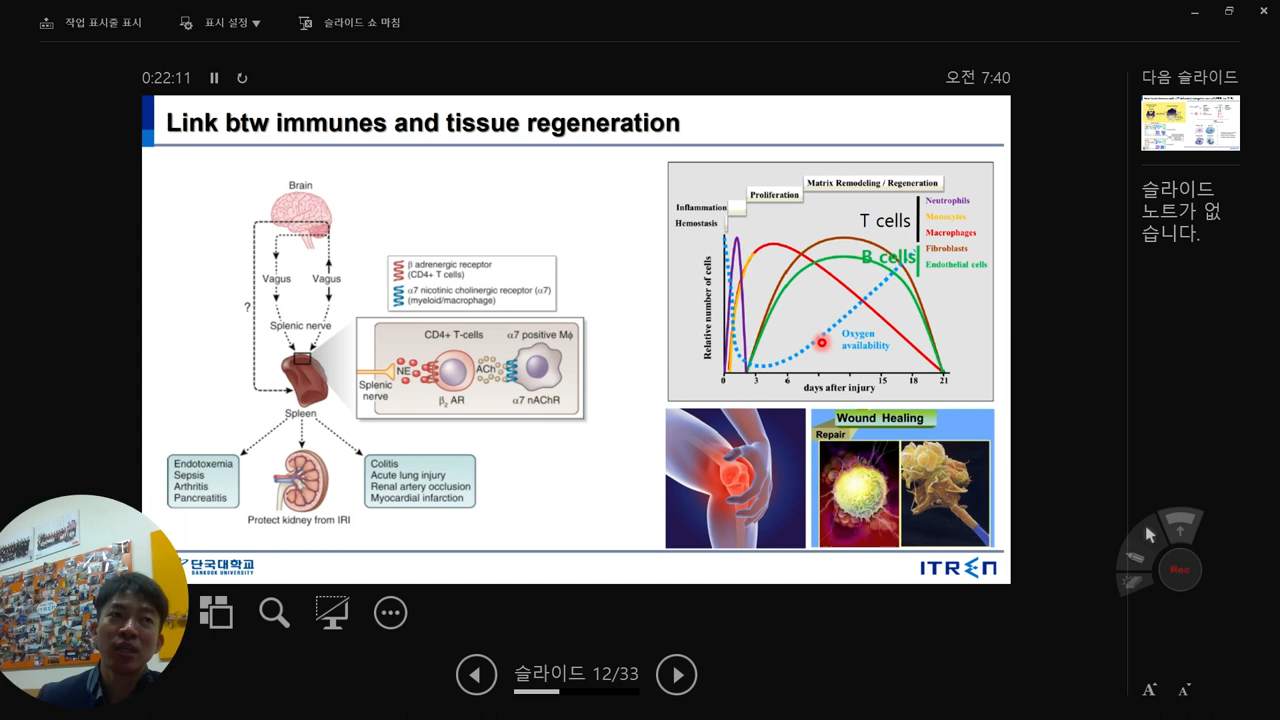 작업 표시줄 표시
표시 설정 ▼
슬라이드 쇼 마침
0:22:11
오전 7:40
다음 슬라이드
Link btw immunes and tissue regeneration
Brain
Vagus
Vagus
?
Splenic nerve
Spleen
β adrenergic receptor
(CD4+ T cells)
α7 nicotinic cholinergic receptor (α7)
(myeloid/macrophage)
CD4+ T-cells
α7 positive Mϕ
NE
ACh
Splenic
nerve
β2 AR
α7 nAChR
Endotoxemia
Sepsis
Arthritis
Pancreatitis
Protect kidney from IRI
Colitis
Acute lung injury
Renal artery occlusion
Myocardial infarction
Matrix Remodeling / Regeneration
Proliferation
Inflammation
Hemostasis
T cells
B cells
Neutrophils
Monocytes
Macrophages
Fibroblasts
Endothelial cells
Relative number of cells
Oxygen
availability
0 3 6 15 18 21
days after injury
Wound Healing
Repair
단국대학교
DANKOOK UNIVERSITY
ITREN
슬라이드
노트가 없
습니다.
Rec
슬라이드 12/33
A A